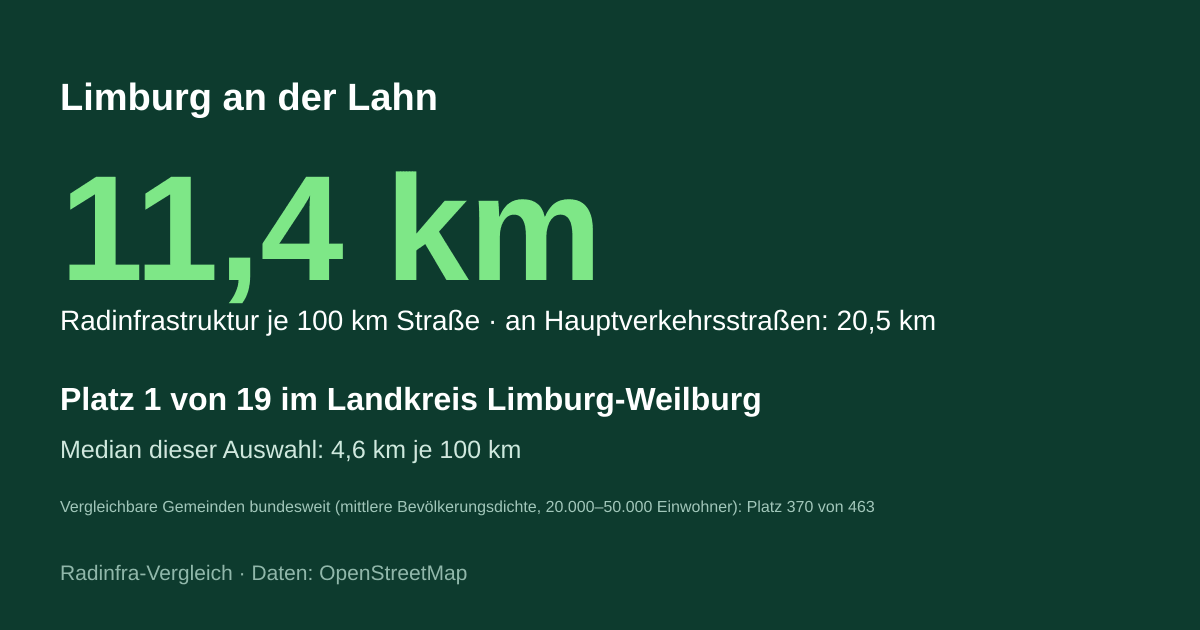 Limburg an der Lahn
11,4 km
Radinfrastruktur je 100 km Straße · an Hauptverkehrsstraßen: 20,5 km
Platz 1 von 19 im Landkreis Limburg-Weilburg
Median dieser Auswahl: 4,6 km je 100 km
Vergleichbare Gemeinden bundesweit (mittlere Bevölkerungsdichte, 20.000–50.000 Einwohner): Platz 370 von 463
Radinfra-Vergleich · Daten: OpenStreetMap